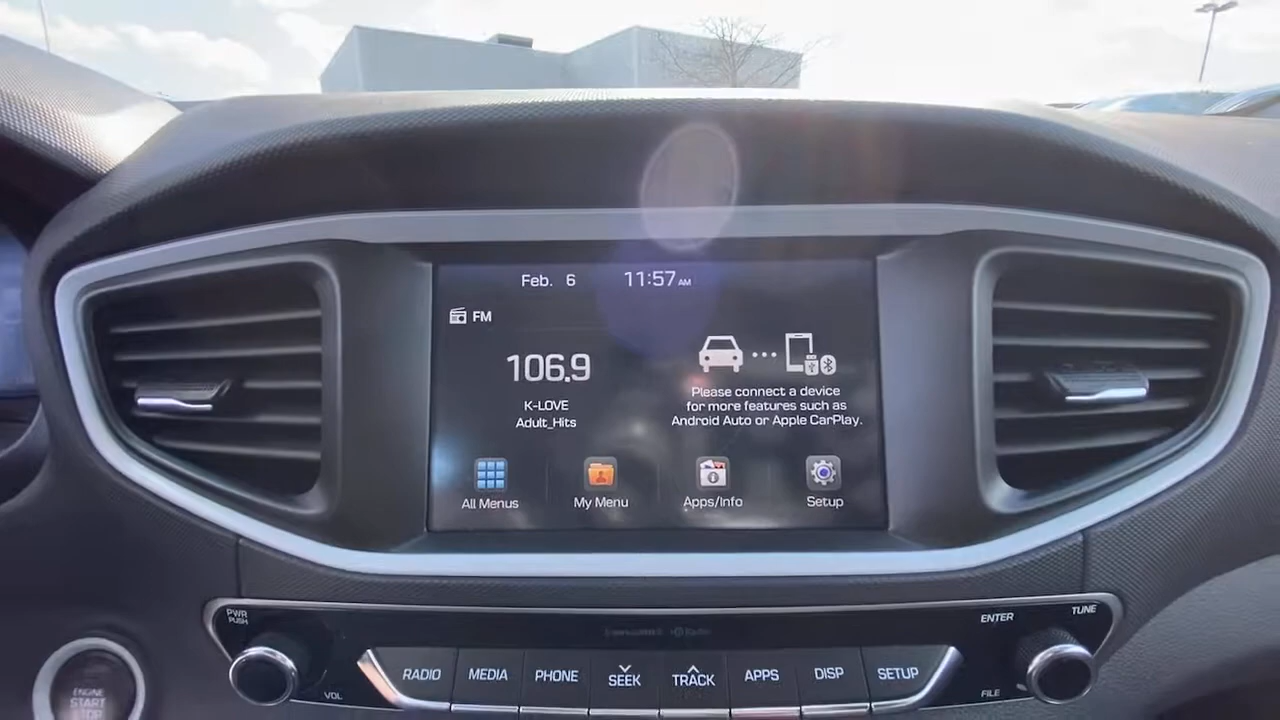 Feb. 6 11:57 AM
FM
106.9
K-LOVE
Adult_Hits
Please connect a device
for more features such as
Android Auto or Apple CarPlay.
All Menus
My Menu
Apps/Info
Setup
PWR
PUSH
VOL
RADIO
MEDIA
PHONE
SEEK
TRACK
APPS
DISP
SETUP
ENTER
TUNE
FILE
ENGINE
START
STOP